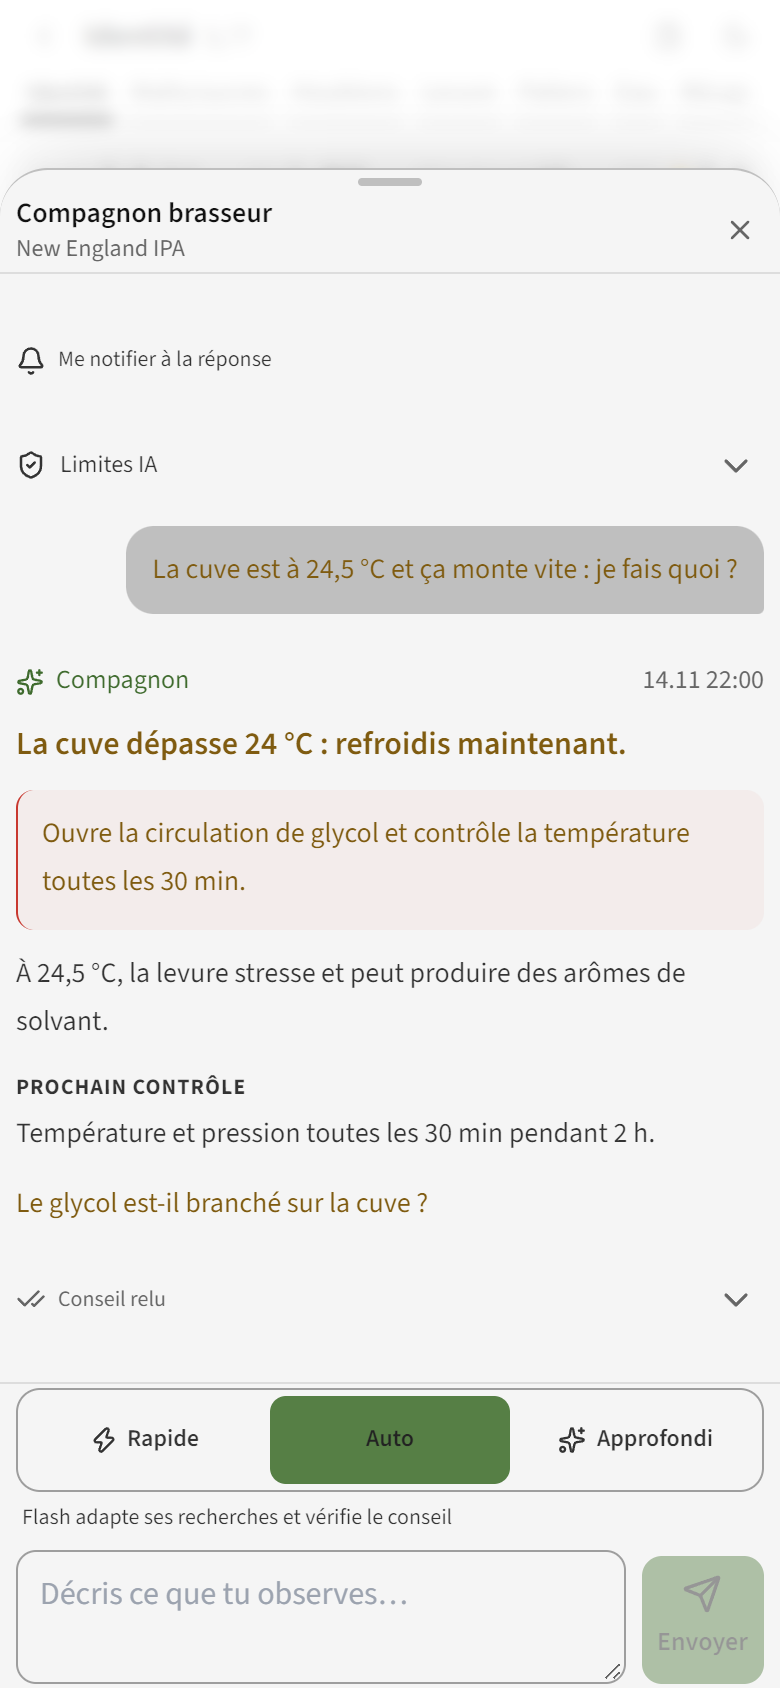 Compagnon brasseur
New England IPA
Me notifier à la réponse
Limites IA
La cuve est à 24,5 °C et ça monte vite : je fais quoi ?
Compagnon 14.11 22:00
La cuve dépasse 24 °C : refroidis maintenant.
Ouvre la circulation de glycol et contrôle la température
toutes les 30 min.
À 24,5 °C, la levure stresse et peut produire des arômes de
solvant.
PROCHAIN CONTRÔLE
Température et pression toutes les 30 min pendant 2 h.
Le glycol est-il branché sur la cuve ?
Conseil relu
Rapide Auto Approfondi
Flash adapte ses recherches et vérifie le conseil
Décris ce que tu observes…
Envoyer